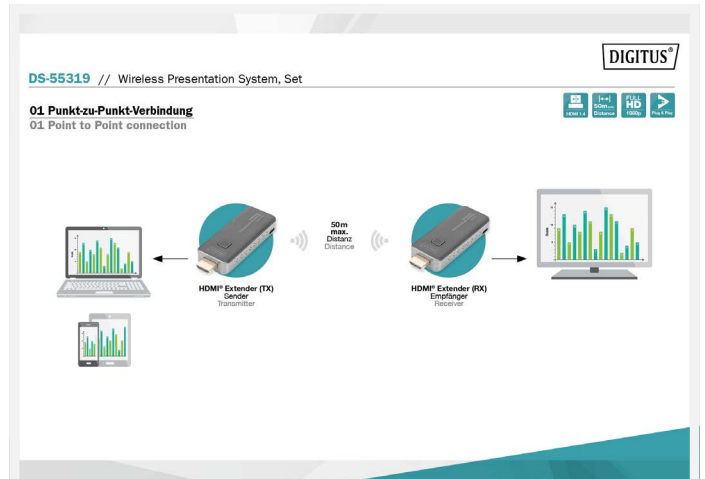 DIGITUS®
DS-55319 // Wireless Presentation System, Set
01 Punkt-zu-Punkt-Verbindung
01 Point to Point connection
HDMI 1.4
50m
Distance
FULL
HD
1080p
Plug & Play
50m
max.
Distanz
Distance
HDMI® Extender (TX)
Sender
Transmitter
HDMI® Extender (RX)
Empfänger
Receiver